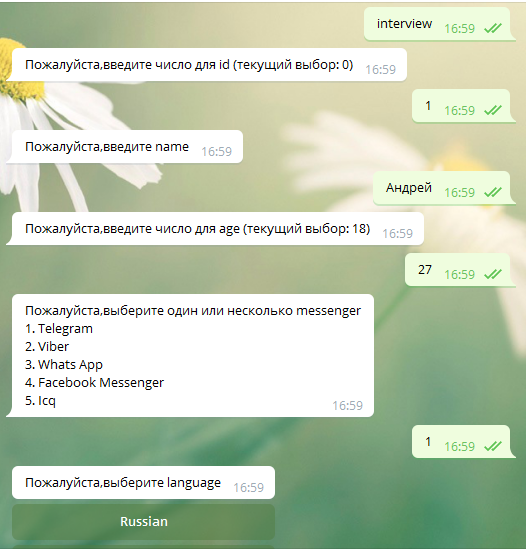 interview 16:59
Пожалуйста,введите число для id (текущий выбор: 0) 16:59
1 16:59
Пожалуйста,введите name 16:59
Андрей 16:59
Пожалуйста,введите число для age (текущий выбор: 18) 16:59
27 16:59
Пожалуйста,выберите один или несколько messenger
1. Telegram
2. Viber
3. Whats App
4. Facebook Messenger
5. Icq
16:59
1 16:59
Пожалуйста,выберите language 16:59
Russian